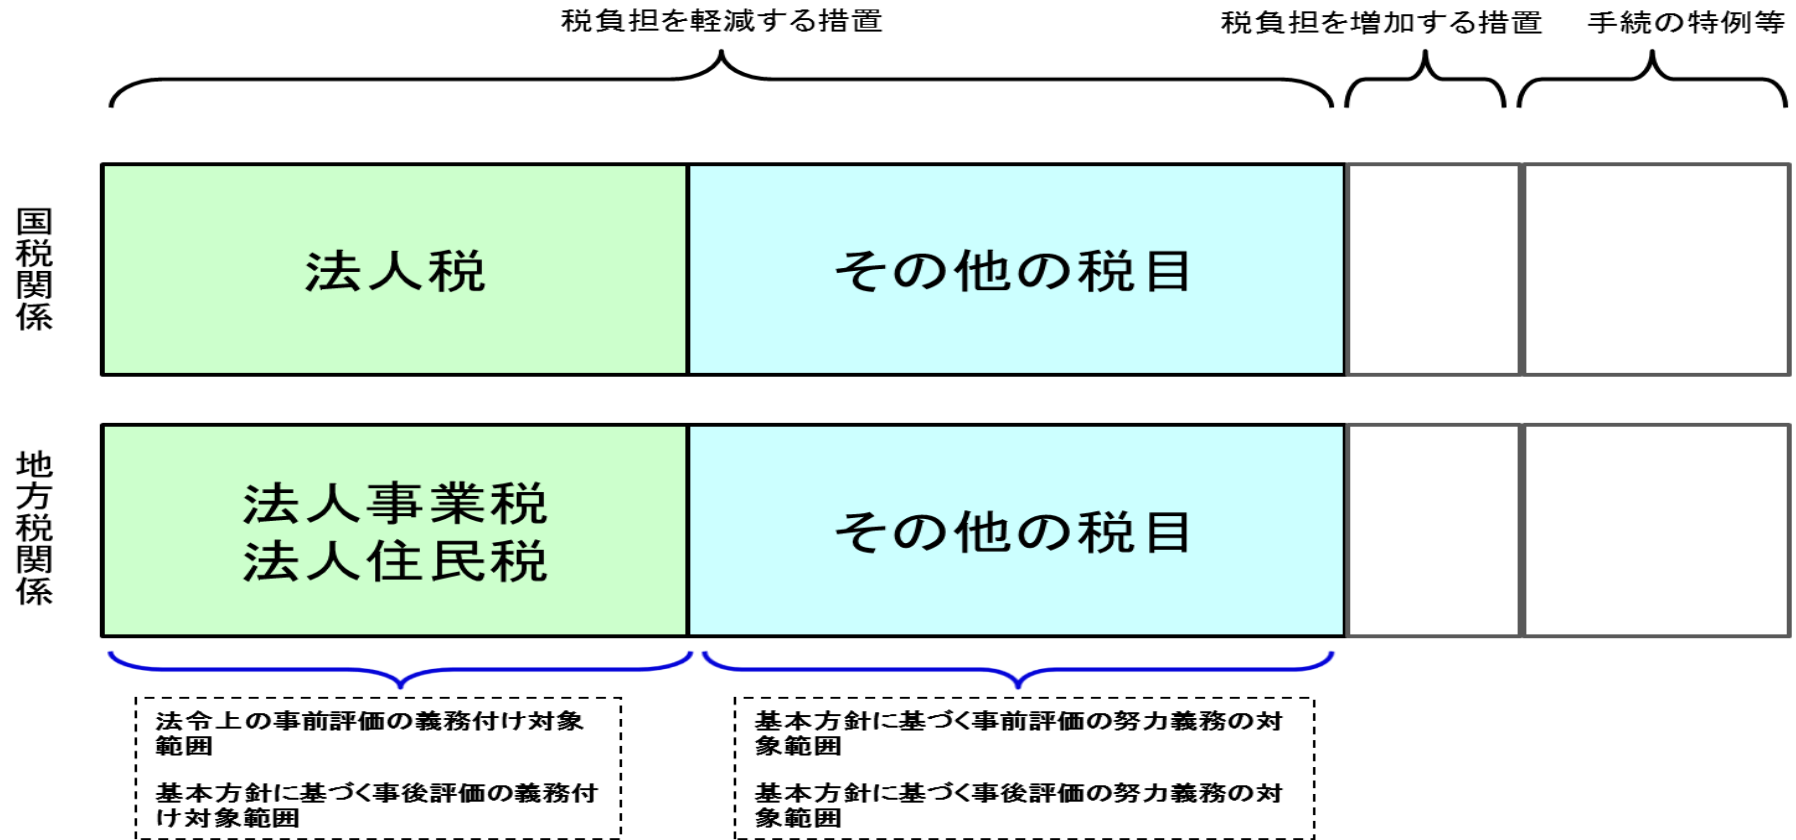 税負担を軽減する措置
税負担を増加する措置
手続の特例等
国税関係
法人税
その他の税目
地方税関係
法人事業税
法人住民税
その他の税目
法令上の事前評価の義務付け対象
範囲
基本方針に基づく事後評価の義務付
け対象範囲
基本方針に基づく事前評価の努力義務の対
象範囲
基本方針に基づく事後評価の努力義務の対
象範囲